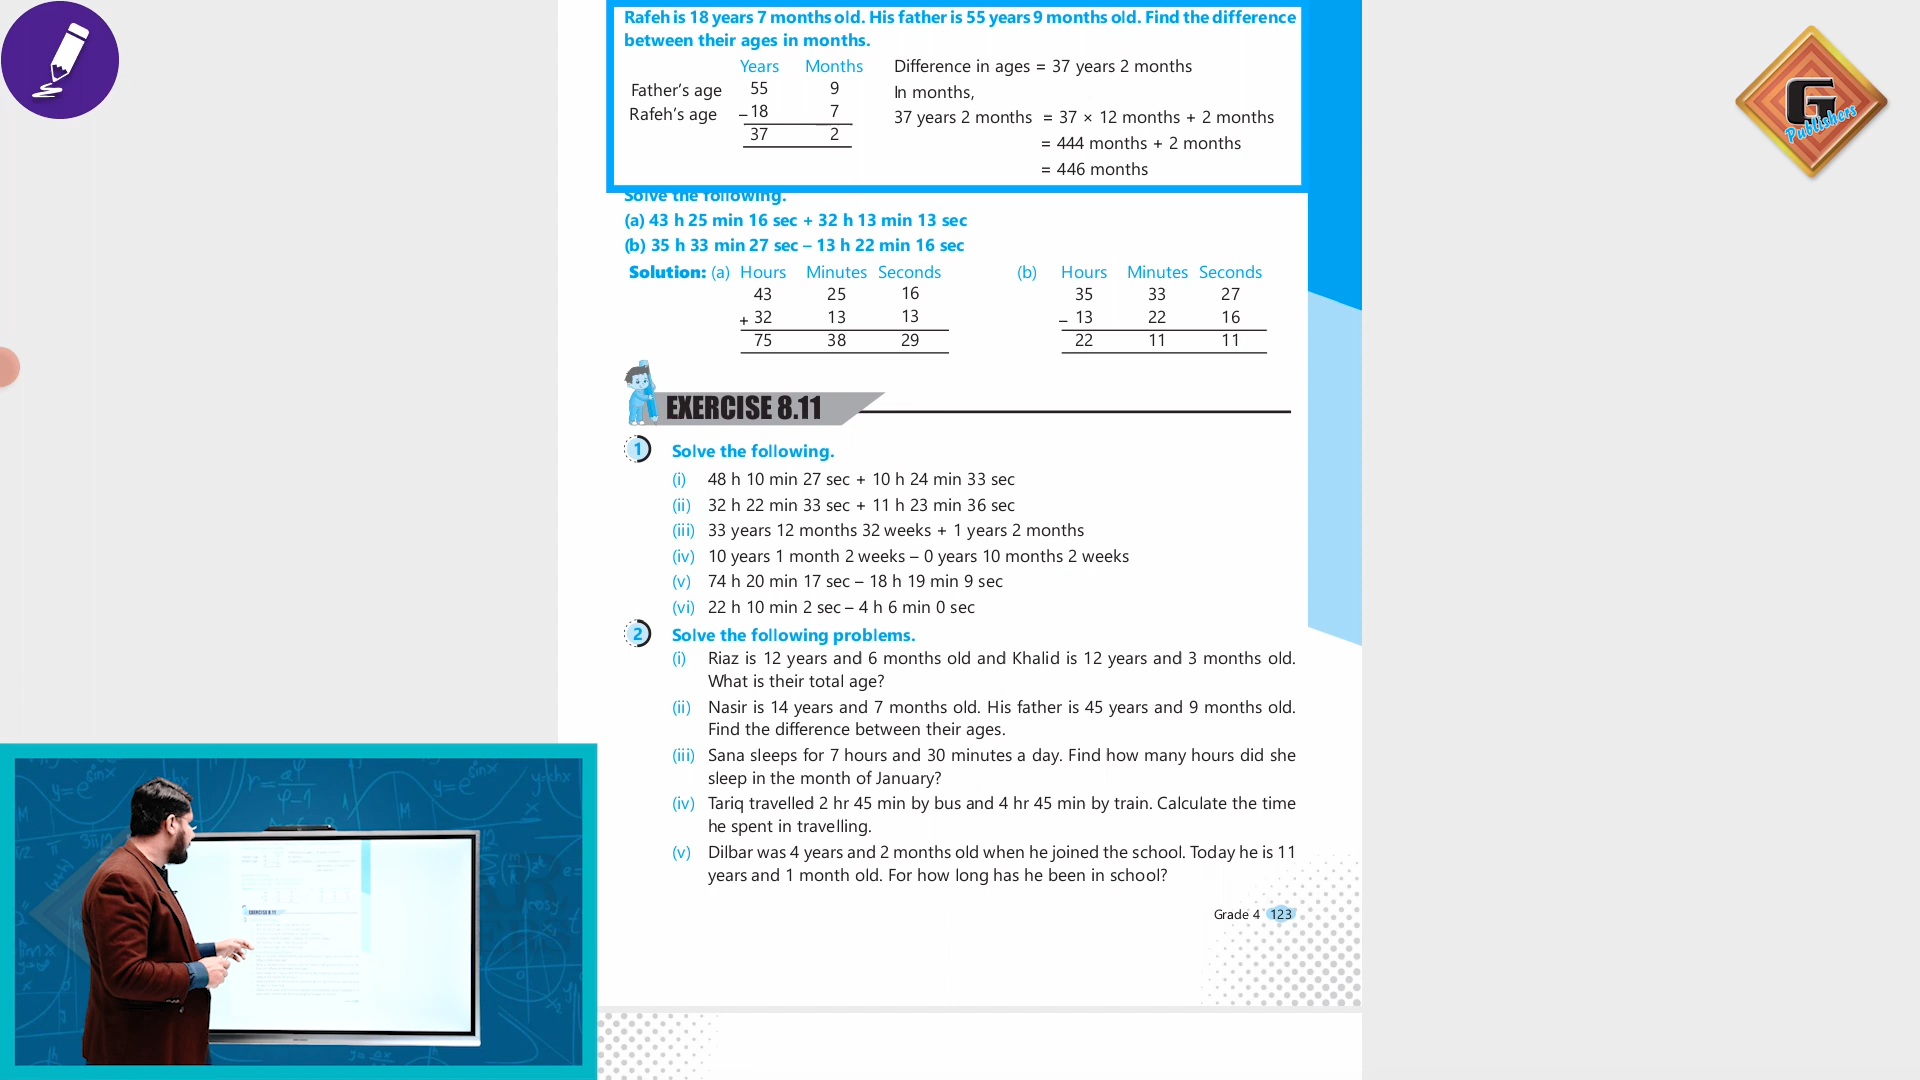 Rafeh is 18 years 7 months old. His father is 55 years 9 months old. Find the difference
between their ages in months.
Years Months
Father's age 55 9
Rafeh's age – 18 7
37 2
Difference in ages = 37 years 2 months
In months,
37 years 2 months = 37 × 12 months + 2 months
= 444 months + 2 months
= 446 months
Solve the following.
(a) 43 h 25 min 16 sec + 32 h 13 min 13 sec
(b) 35 h 33 min 27 sec – 13 h 22 min 16 sec
Solution: (a) Hours Minutes Seconds
43 25 16
+ 32 13 13
75 38 29
(b) Hours Minutes Seconds
35 33 27
– 13 22 16
22 11 11
EXERCISE 8.11
1 Solve the following.
(i) 48 h 10 min 27 sec + 10 h 24 min 33 sec
(ii) 32 h 22 min 33 sec + 11 h 23 min 36 sec
(iii) 33 years 12 months 32 weeks + 1 years 2 months
(iv) 10 years 1 month 2 weeks – 0 years 10 months 2 weeks
(v) 74 h 20 min 17 sec – 18 h 19 min 9 sec
(vi) 22 h 10 min 2 sec – 4 h 6 min 0 sec
2 Solve the following problems.
(i) Riaz is 12 years and 6 months old and Khalid is 12 years and 3 months old.
What is their total age?
(ii) Nasir is 14 years and 7 months old. His father is 45 years and 9 months old.
Find the difference between their ages.
(iii) Sana sleeps for 7 hours and 30 minutes a day. Find how many hours did she
sleep in the month of January?
(iv) Tariq travelled 2 hr 45 min by bus and 4 hr 45 min by train. Calculate the time
he spent in travelling.
(v) Dilbar was 4 years and 2 months old when he joined the school. Today he is 11
years and 1 month old. For how long has he been in school?
Grade 4 123
G
Publishers
EXERCISE 8.11